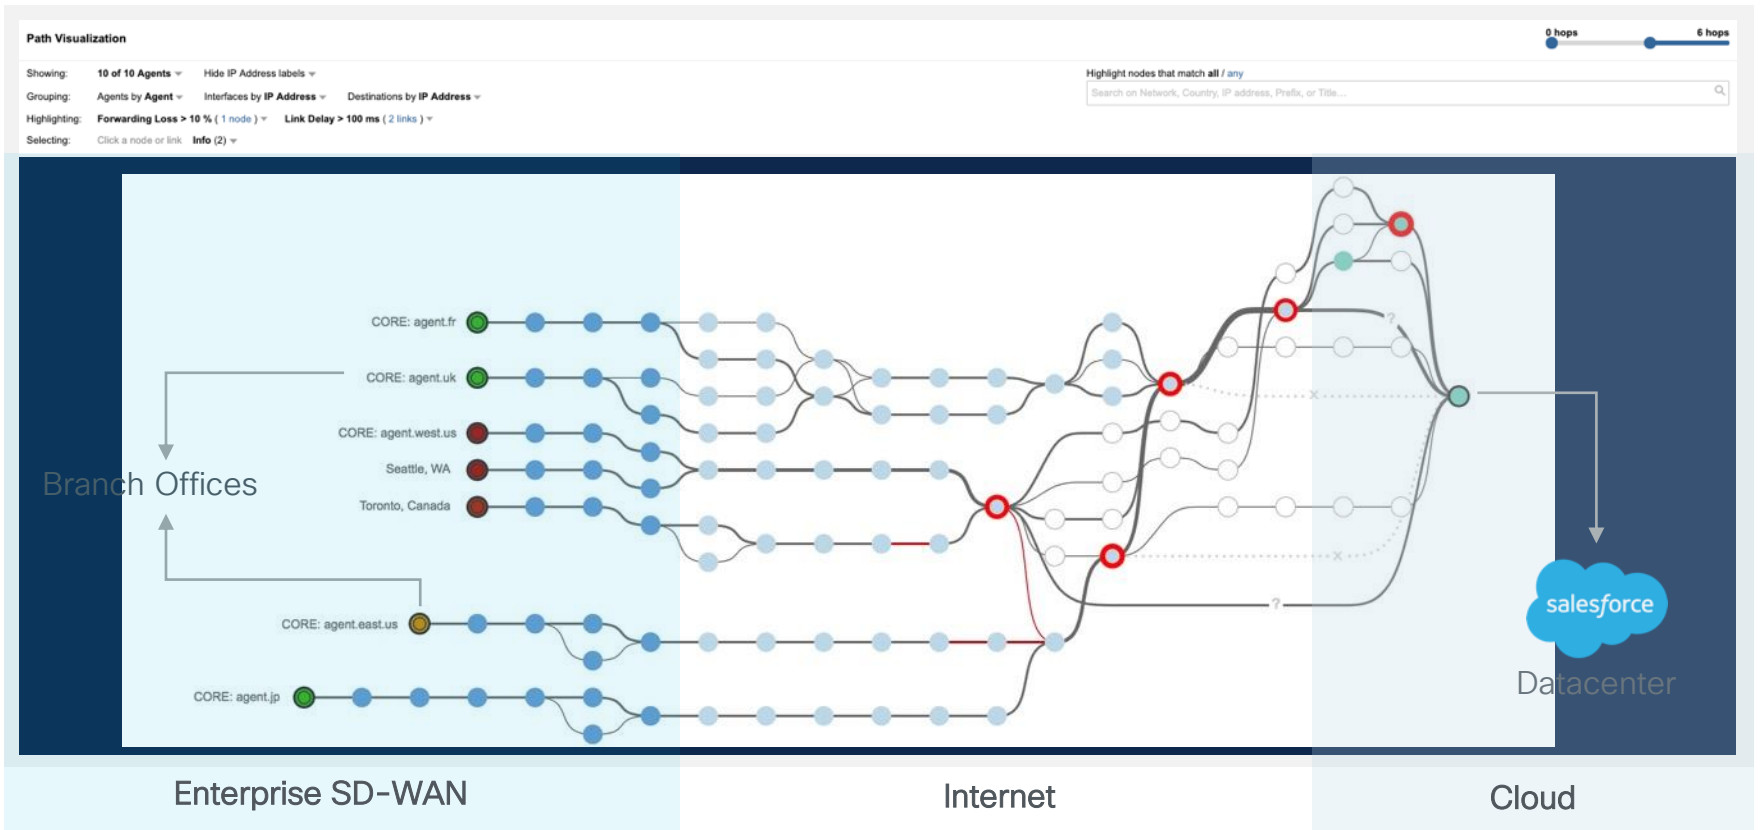 Path Visualization
0 hops
6 hops
Showing: 10 of 10 Agents Hide IP Address labels
Highlight nodes that match all / any
Grouping: Agents by Agent Interfaces by IP Address Destinations by IP Address
Search on Network, Country, IP address, Prefix, or Title...
Highlighting: Forwarding Loss > 10 % ( 1 node ) Link Delay > 100 ms ( 2 links )
Selecting: Click a node or link Info (2)
?
CORE: agent.fr
CORE: agent.uk
x
CORE: agent.west.us
Seattle, WA
Branch Offices
Toronto, Canada
x
?
salesforce
CORE: agent.east.us
Datacenter
CORE: agent.jp
Enterprise SD-WAN
Internet
Cloud